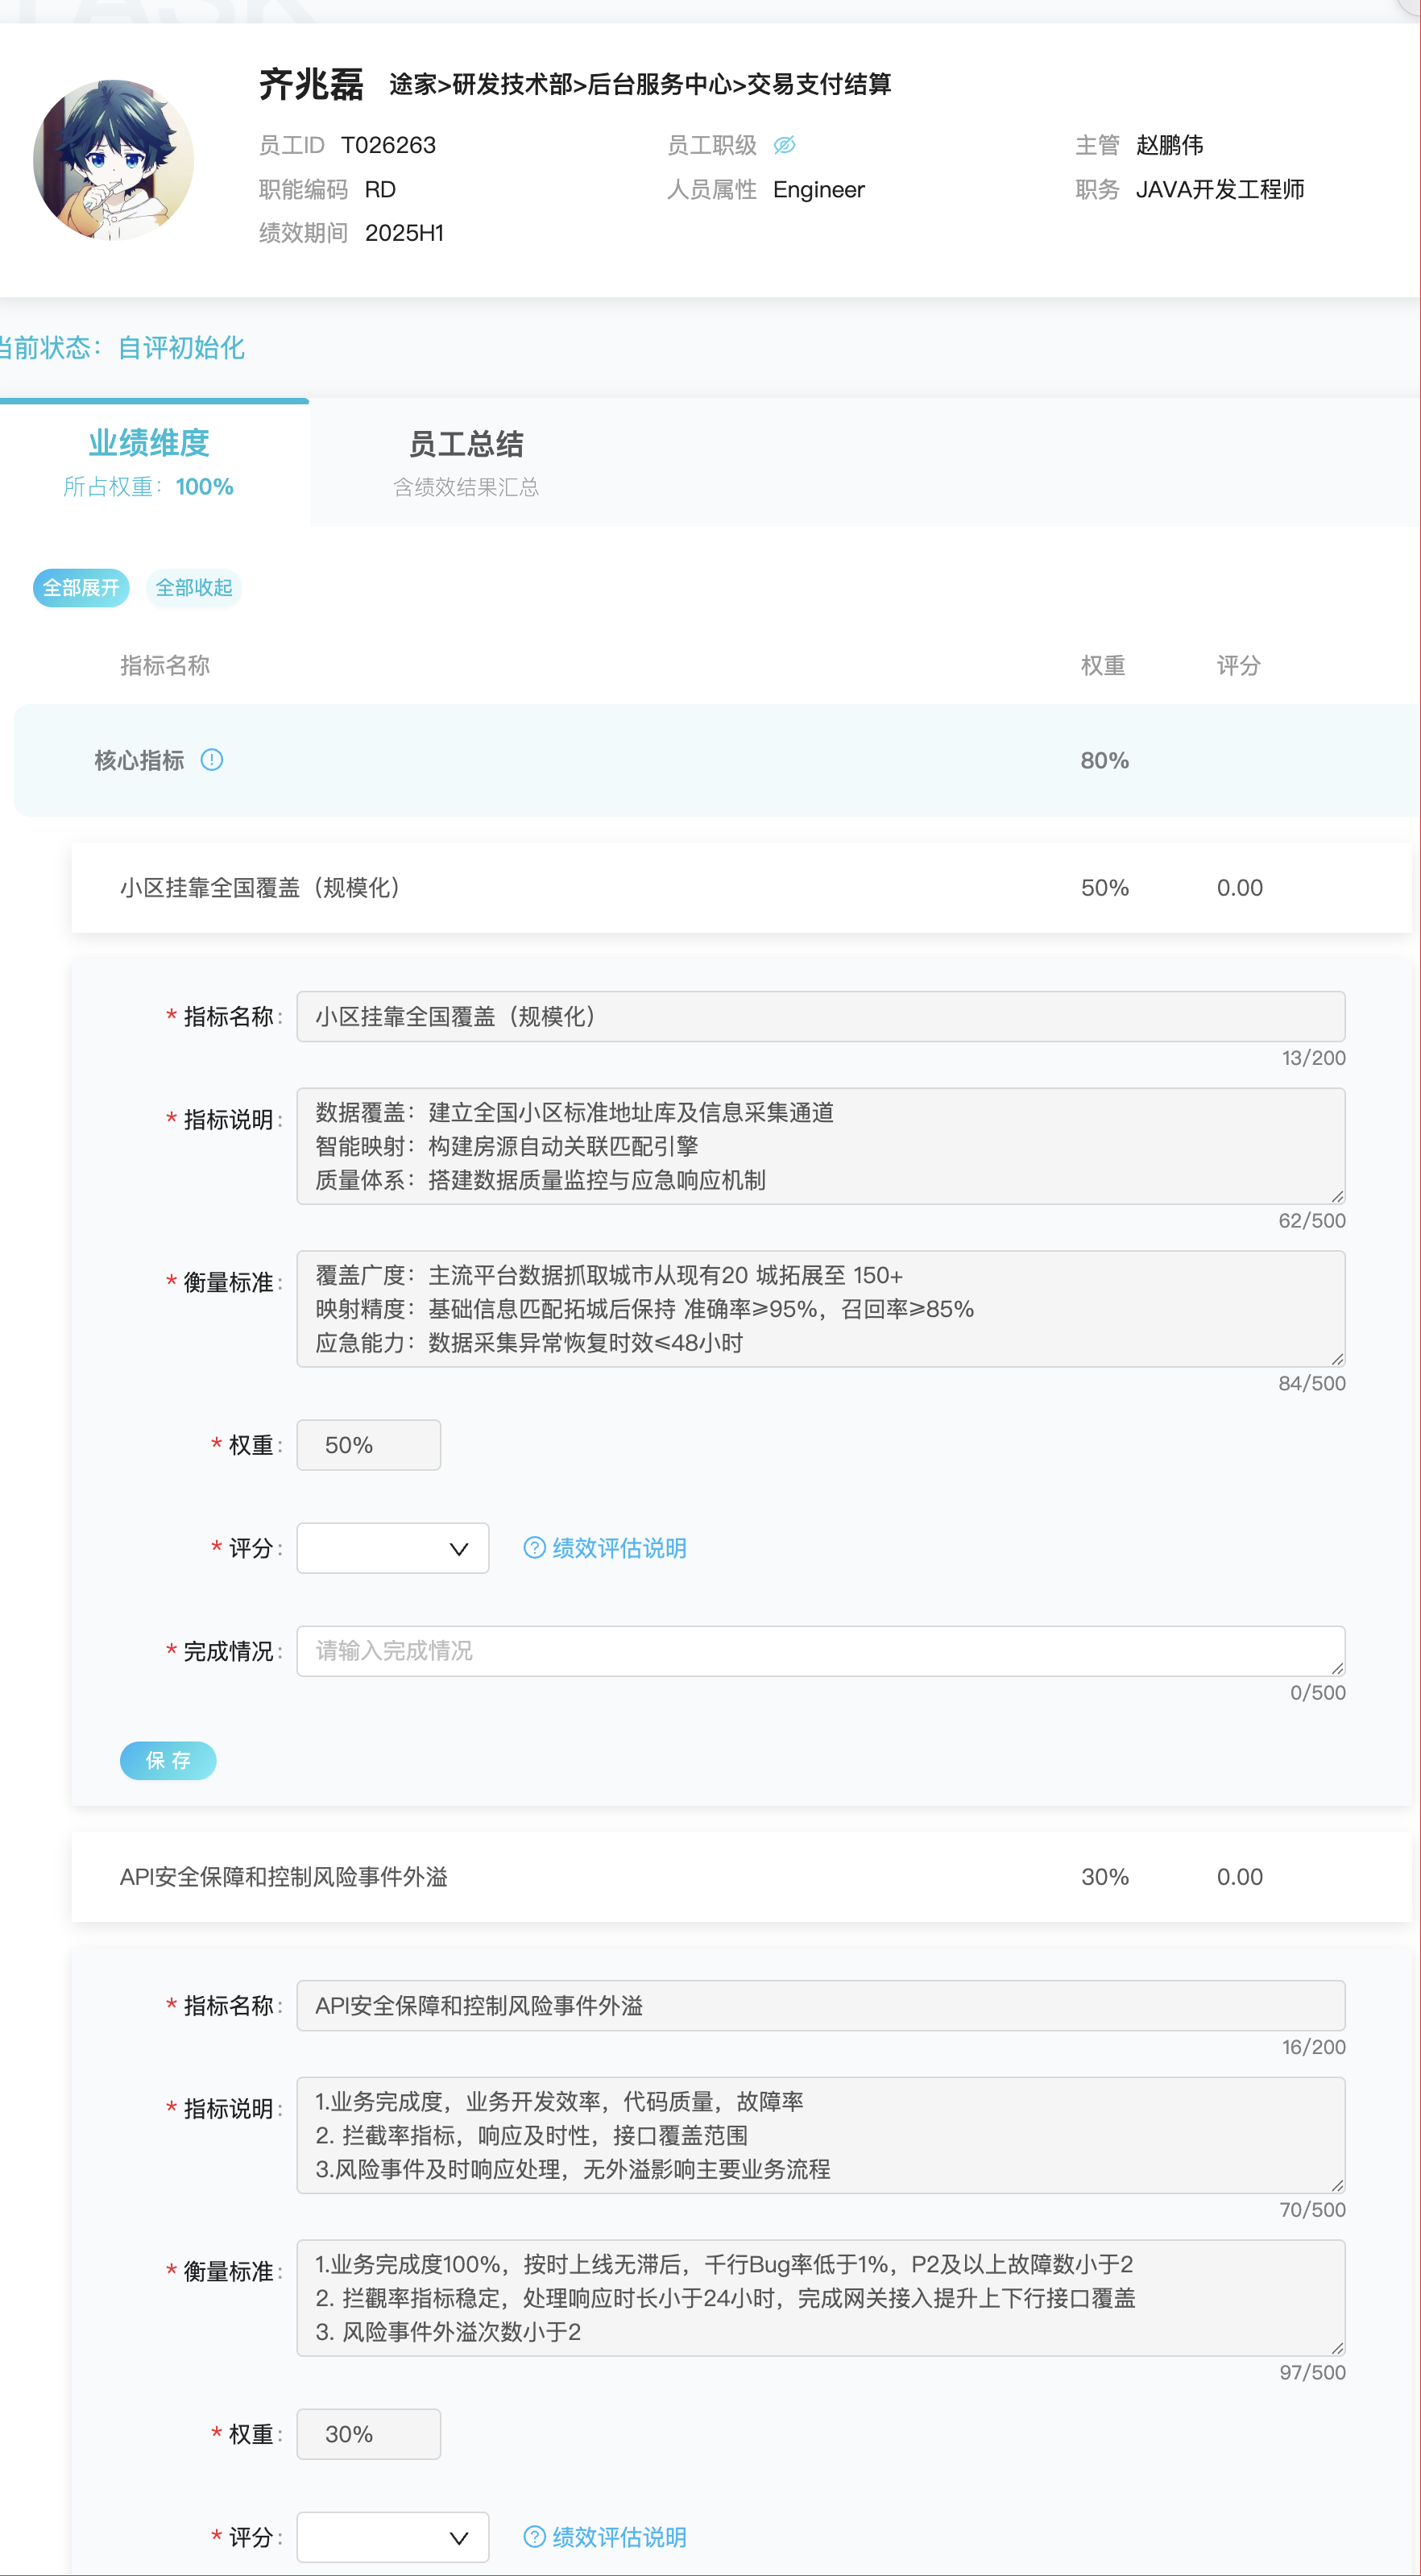 TASK
齐兆磊 途家>研发技术部>后台服务中心>交易支付结算
员工ID T026263 员工职级 主管 赵鹏伟
职能编码 RD 人员属性 Engineer 职务 JAVA开发工程师
绩效期间 2025H1
当前状态：自评初始化
业绩维度 员工总结
所占权重：100% 含绩效结果汇总
全部展开 全部收起
指标名称 权重 评分
核心指标 80%
小区挂靠全国覆盖（规模化） 50% 0.00
* 指标名称: 小区挂靠全国覆盖（规模化）
13/200
* 指标说明: 数据覆盖：建立全国小区标准地址库及信息采集通道
智能映射：构建房源自动关联匹配引擎
质量体系：搭建数据质量监控与应急响应机制
62/500
* 衡量标准: 覆盖广度：主流平台数据抓取城市从现有20 城拓展至 150+
映射精度：基础信息匹配拓城后保持 准确率≥95%，召回率≥85%
应急能力：数据采集异常恢复时效≤48小时
84/500
* 权重: 50%
* 评分: 绩效评估说明
* 完成情况: 请输入完成情况
0/500
保 存
API安全保障和控制风险事件外溢 30% 0.00
* 指标名称: API安全保障和控制风险事件外溢
16/200
* 指标说明: 1.业务完成度，业务开发效率，代码质量，故障率
2. 拦截率指标，响应及时性，接口覆盖范围
3.风险事件及时响应处理，无外溢影响主要业务流程
70/500
* 衡量标准: 1.业务完成度100%，按时上线无滞后，千行Bug率低于1%，P2及以上故障数小于2
2. 拦觀率指标稳定，处理响应时长小于24小时，完成网关接入提升上下行接口覆盖
3. 风险事件外溢次数小于2
97/500
* 权重: 30%
* 评分: 绩效评估说明